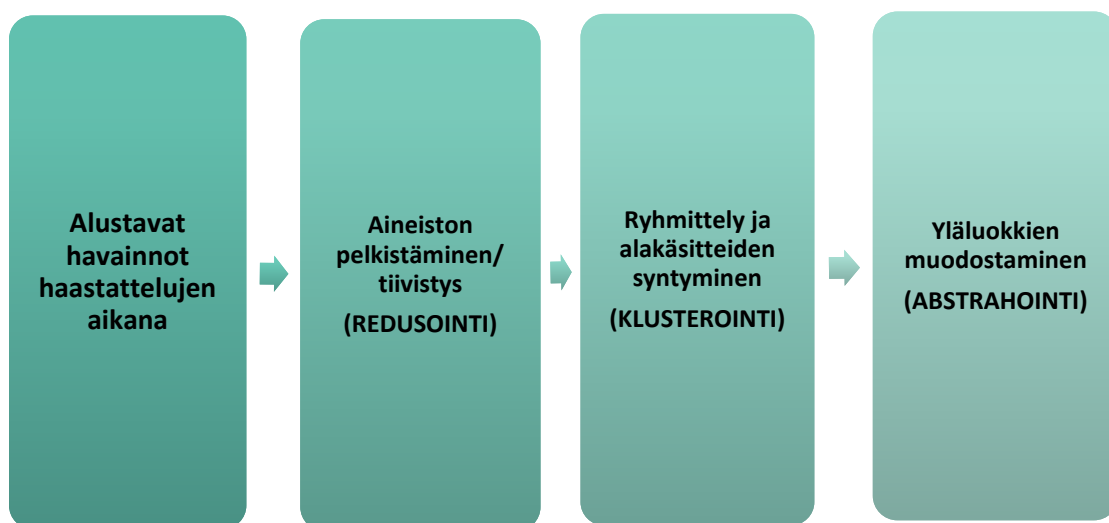 Alustavat
havainnot
haastattelujen
aikana
Aineiston
pelkistäminen/
tiivistys
(REDUSOINTI)
Ryhmittely ja
alakäsitteiden
syntyminen
(KLUSTEROINTI)
Yläluokkien
muodostaminen
(ABSTRAHOINTI)